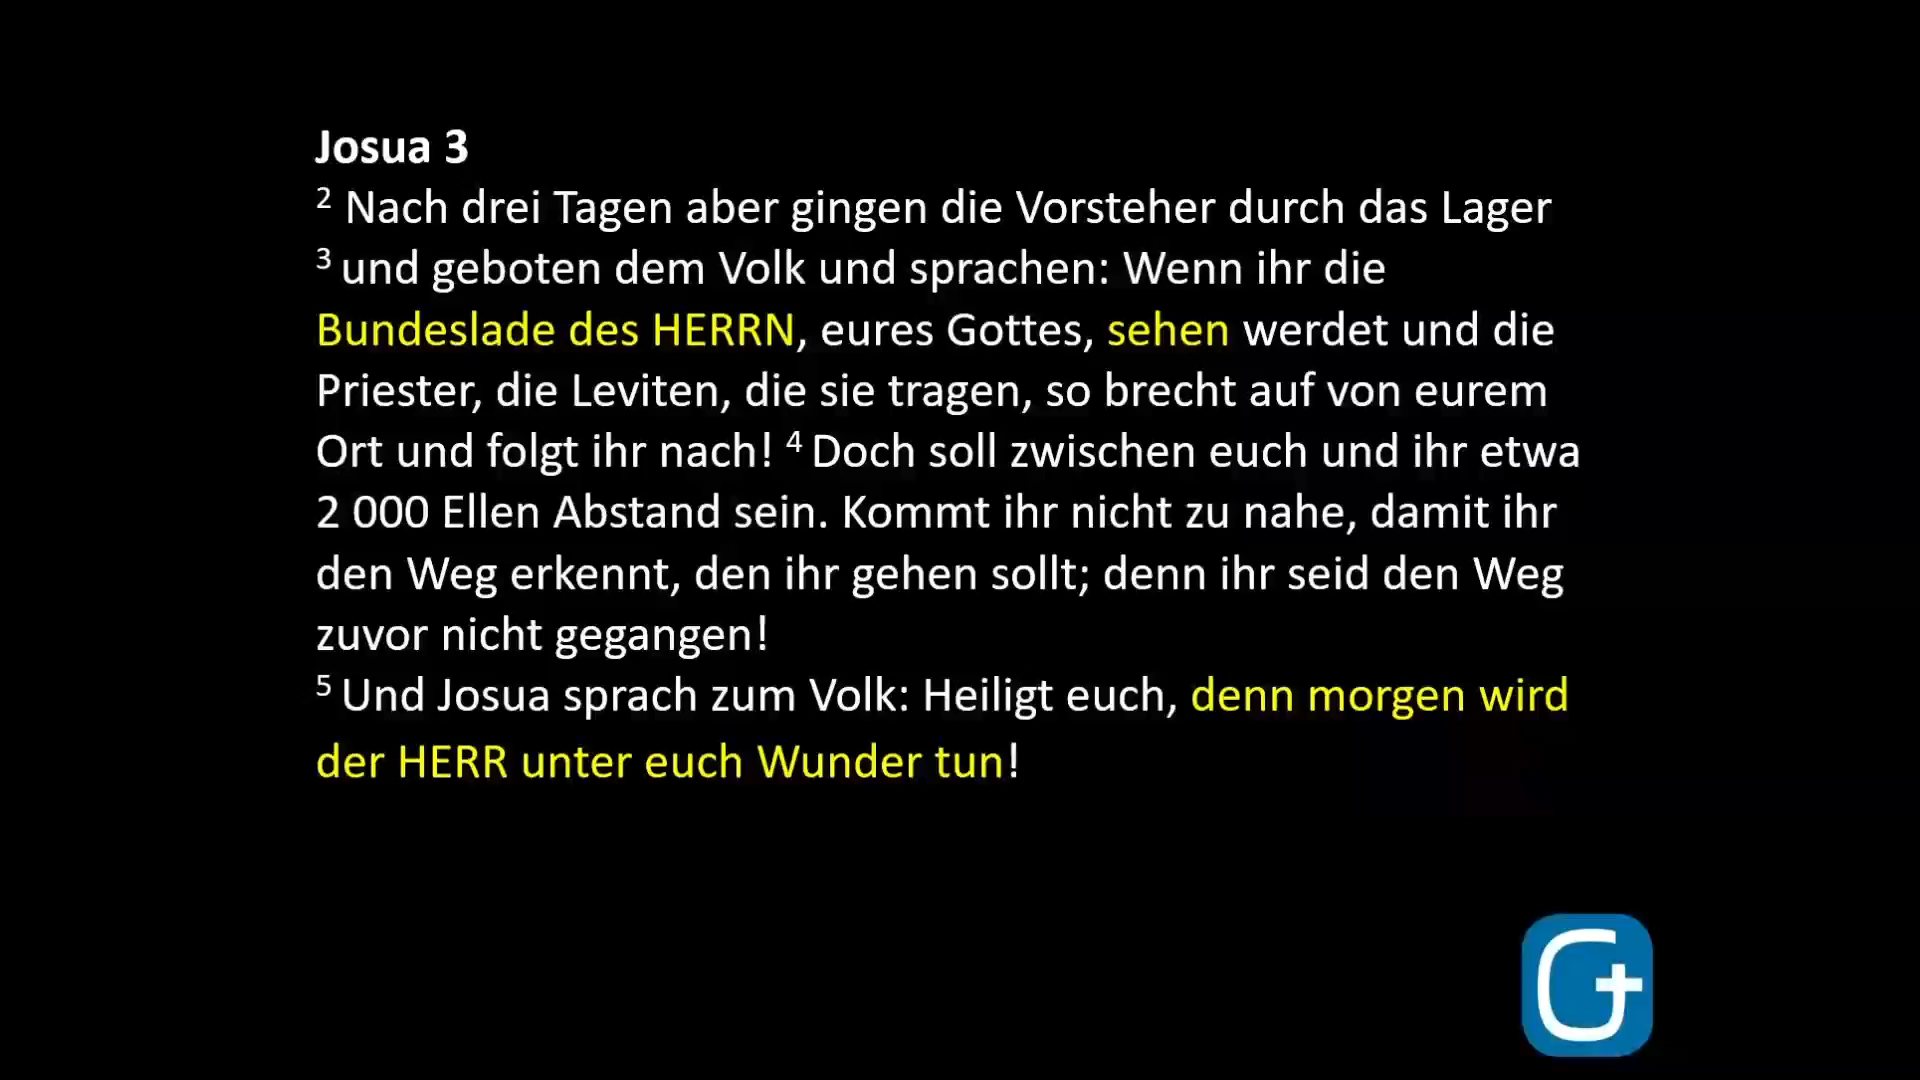 Josua 3
² Nach drei Tagen aber gingen die Vorsteher durch das Lager
³ und geboten dem Volk und sprachen: Wenn ihr die
Bundeslade des HERRN, eures Gottes, sehen werdet und die
Priester, die Leviten, die sie tragen, so brecht auf von eurem
Ort und folgt ihr nach! ⁴ Doch soll zwischen euch und ihr etwa
2 000 Ellen Abstand sein. Kommt ihr nicht zu nahe, damit ihr
den Weg erkennt, den ihr gehen sollt; denn ihr seid den Weg
zuvor nicht gegangen!
⁵ Und Josua sprach zum Volk: Heiligt euch, denn morgen wird
der HERR unter euch Wunder tun!